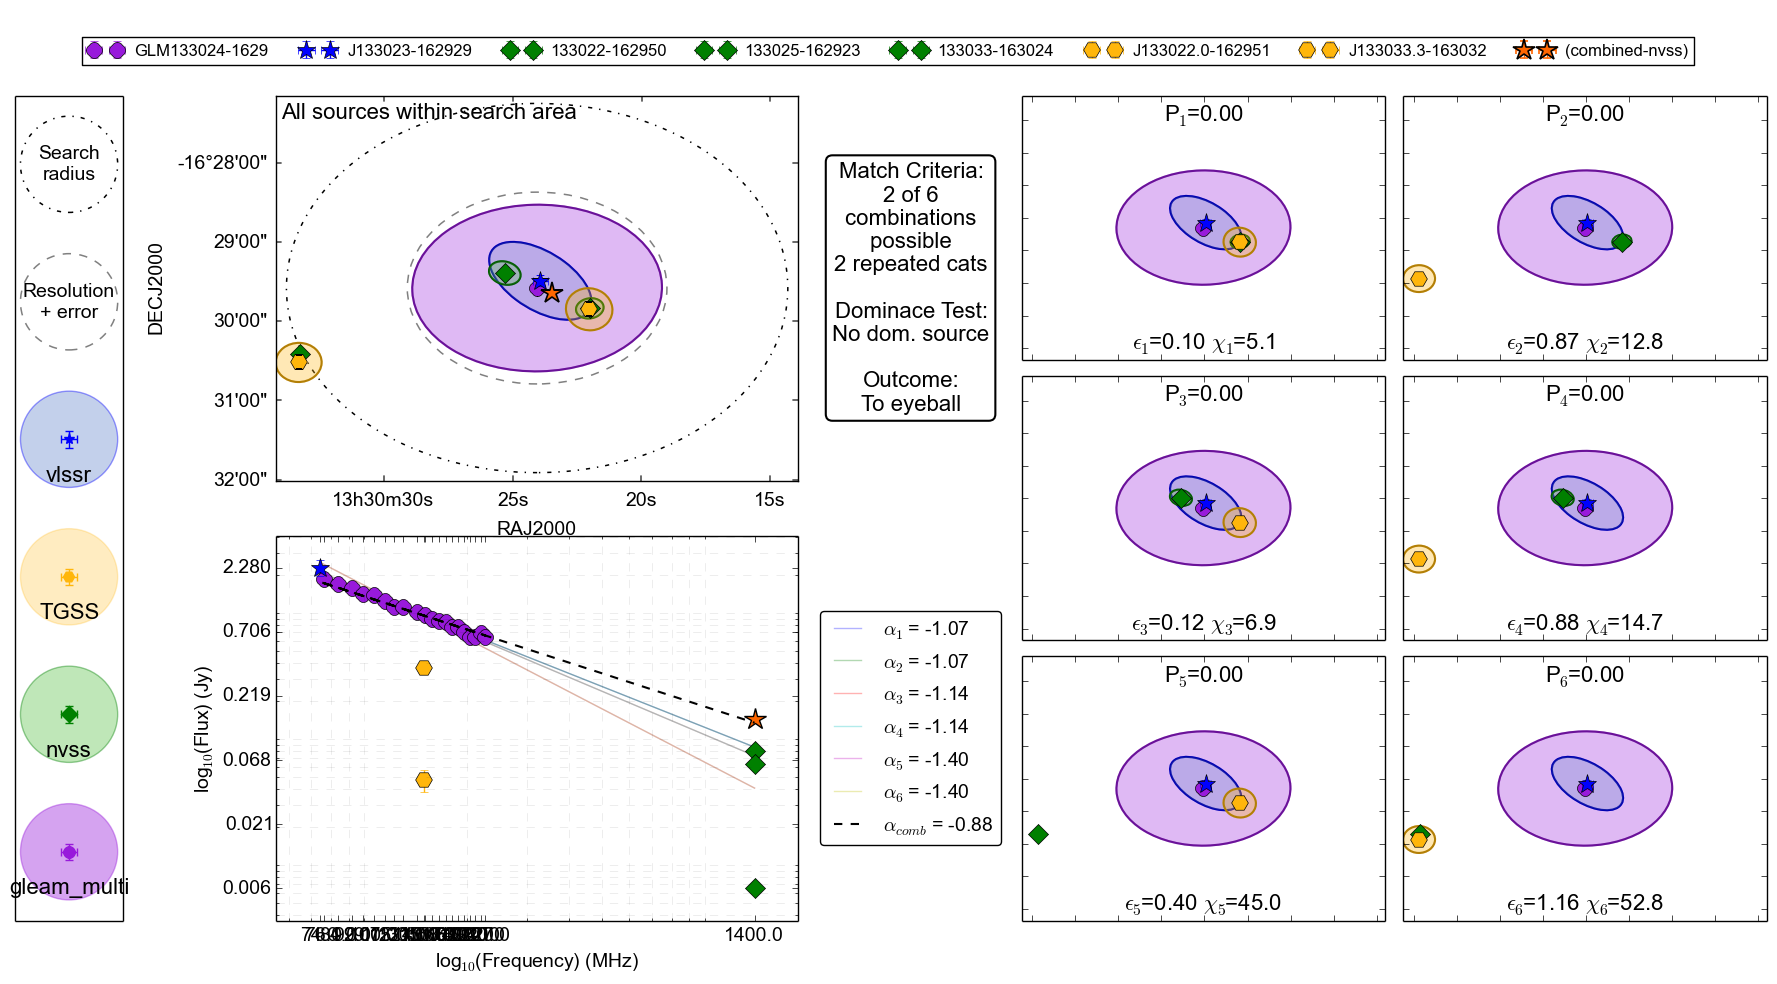 GLM133024-1629 J133023-162929 133022-162950 133025-162923 133033-163024 J133022.0-162951 J133033.3-163032 (combined-nvss)
Search
radius
Resolution
+ error
vlssr
TGSS
nvss
gleam_multi
All sources within search area
DECJ2000
-16°28'00"
29'00"
30'00"
31'00"
32'00"
13h30m30s 25s 20s 15s
RAJ2000
log10(Flux) (Jy)
2.280
0.706
0.219
0.068
0.021
0.006
1400.0
log10(Frequency) (MHz)
Match Criteria:
2 of 6
combinations
possible
2 repeated cats
Dominace Test:
No dom. source
Outcome:
To eyeball
α1 = -1.07
α2 = -1.07
α3 = -1.14
α4 = -1.14
α5 = -1.40
α6 = -1.40
αcomb = -0.88
P1=0.00
ϵ1=0.10 χ1=5.1
P2=0.00
ϵ2=0.87 χ2=12.8
P3=0.00
ϵ3=0.12 χ3=6.9
P4=0.00
ϵ4=0.88 χ4=14.7
P5=0.00
ϵ5=0.40 χ5=45.0
P6=0.00
ϵ6=1.16 χ6=52.8